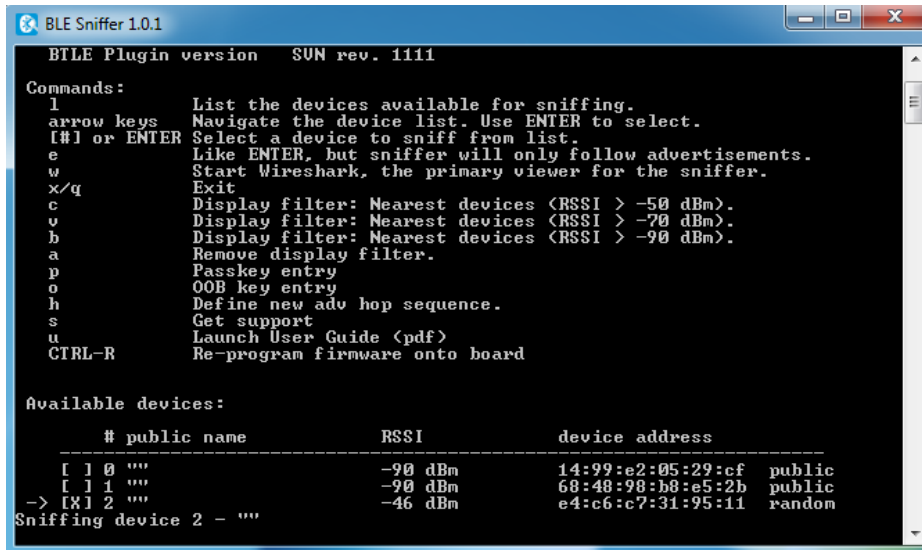 BLE Sniffer 1.0.1
BTLE Plugin version   SVN rev. 1111
Commands:
l   List the devices available for sniffing.
arrow keys   Navigate the device list. Use ENTER to select.
[#] or ENTER Select a device to sniff from list.
e   Like ENTER, but sniffer will only follow advertisements.
w   Start Wireshark, the primary viewer for the sniffer.
x/q   Exit
c   Display filter: Nearest devices (RSSI > -50 dBm).
v   Display filter: Nearest devices (RSSI > -70 dBm).
b   Display filter: Nearest devices (RSSI > -90 dBm).
a   Remove display filter.
p   Passkey entry
o   OOB key entry
h   Define new adv hop sequence.
s   Get support
u   Launch User Guide (pdf)
CTRL-R   Re-program firmware onto board
Available devices:
# public name   RSSI   device address
[ ] 0 ""   -90 dBm   14:99:e2:05:29:cf   public
[ ] 1 ""   -90 dBm   68:48:98:b8:e5:2b   public
-> [X] 2 ""   -46 dBm   e4:c6:c7:31:95:11   random
Sniffing device 2 - ""